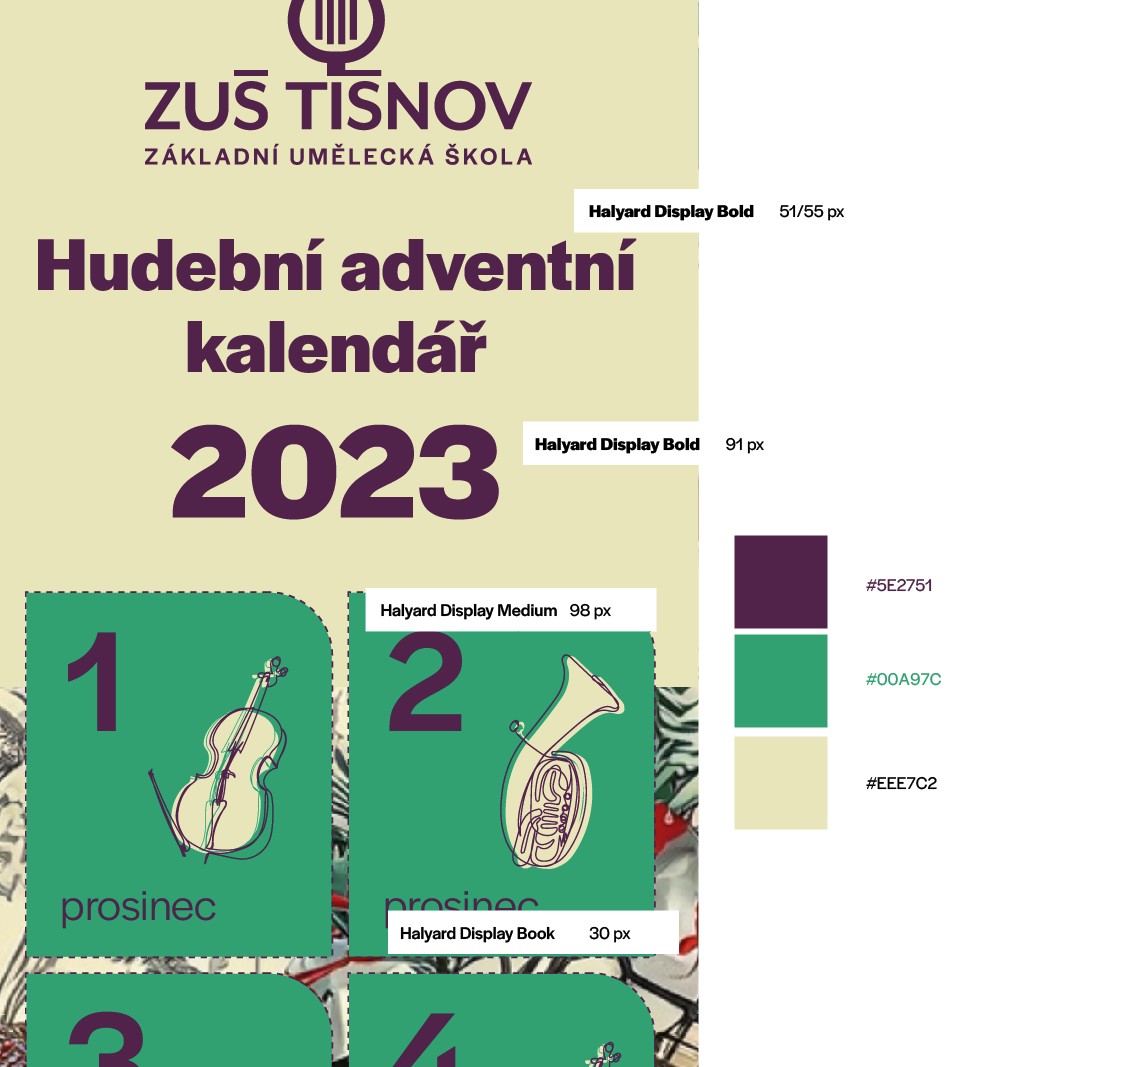 ZUŠ TIŠNOV
ZÁKLADNÍ UMĚLECKÁ ŠKOLA
Halyard Display Bold 51/55 px
Hudební adventní
kalendář
2023
Halyard Display Bold 91 px
#5E2751
#00A97C
#EEE7C2
Halyard Display Medium 98 px
1
2
prosinec
prosinec
Halyard Display Book 30 px
3
4